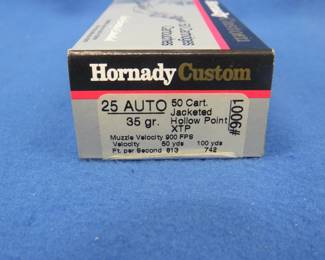 Hornady Custom
25 AUTO 50 Cart.
35 gr. Jacketed
Hollow Point
XTP
#9001
Muzzle Velocity 900 FPS
Velocity 50 yds 100 yds
Ft. per Second 813 742